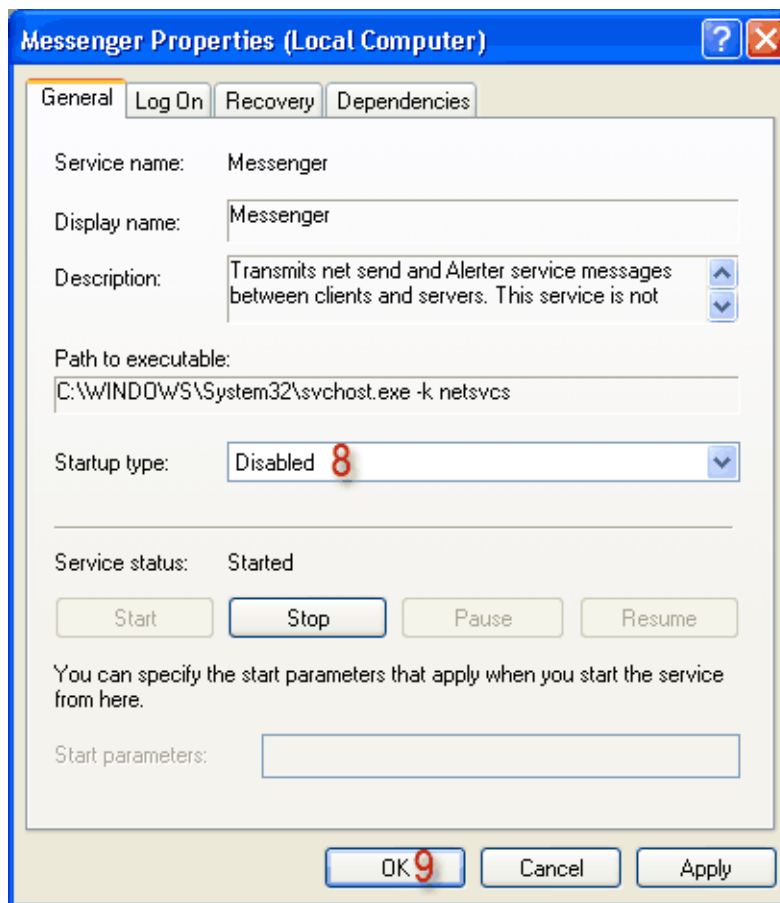 Messenger Properties (Local Computer)
General Log On Recovery Dependencies
Service name: Messenger
Display name: Messenger
Description: Transmits net send and Alerter service messages
between clients and servers. This service is not
Path to executable:
C:\WINDOWS\System32\svchost.exe -k netsvcs
Startup type: Disabled 8
Service status: Started
Start Stop Pause Resume
You can specify the start parameters that apply when you start the service
from here.
Start parameters:
OK 9 Cancel Apply